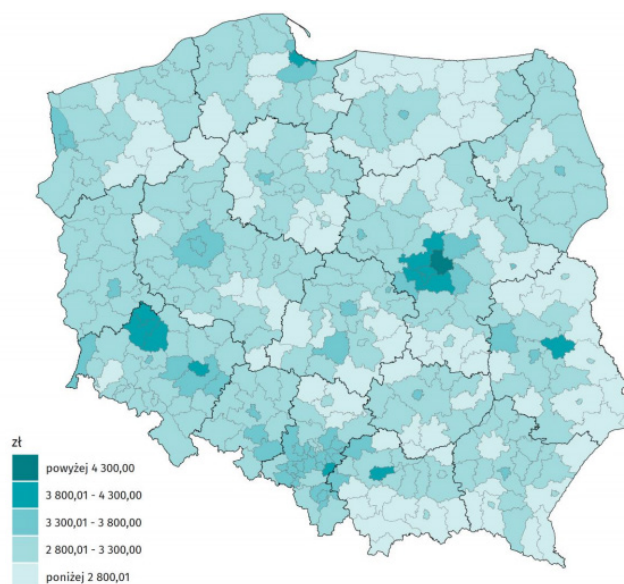 zł
powyżej 4 300,00
3 800,01 - 4 300,00
3 300,01 - 3 800,00
2 800,01 - 3 300,00
poniżej 2 800,01